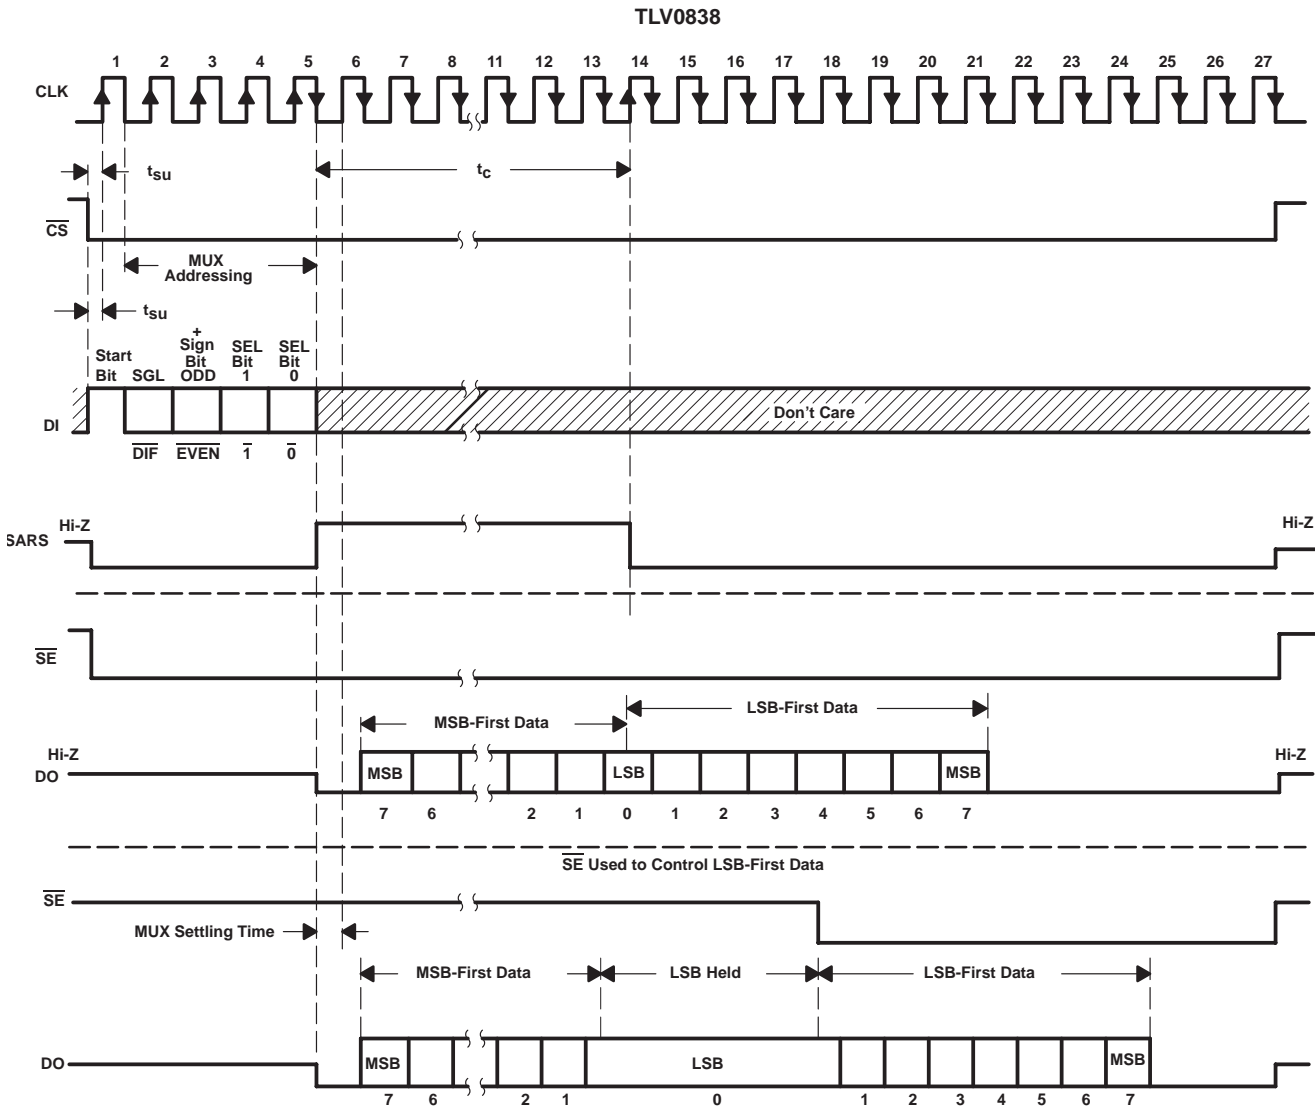 TLV0838
1 2 3 4 5 6 7 8 11 12 13 14 15 16 17 18 19 20 21 22 23 24 25 26 27
CLK
tsu
tc
CS
MUX
Addressing
tsu
+
Sign
Start Bit SGL Bit ODD SEL Bit 1 SEL Bit 0
DI
Don't Care
DIF EVEN 1 0
Hi-Z
Hi-Z
SARS
SE
MSB-First Data
LSB-First Data
Hi-Z
Hi-Z
DO
MSB LSB MSB
7 6 2 1 0 1 2 3 4 5 6 7
SE Used to Control LSB-First Data
SE
MUX Settling Time
MSB-First Data LSB Held LSB-First Data
DO
MSB LSB MSB
7 6 2 1 0 1 2 3 4 5 6 7